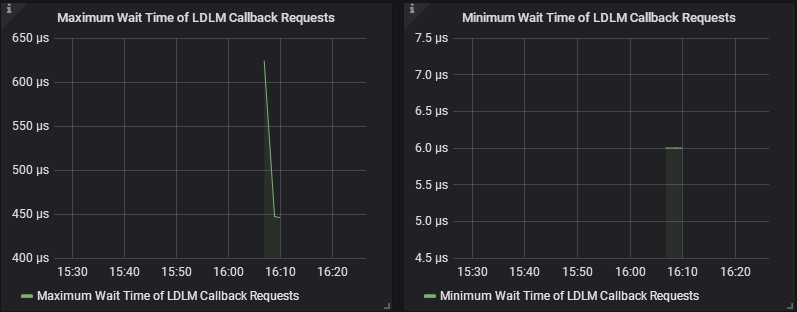 Maximum Wait Time of LDLM Callback Requests
650 µs
600 µs
550 µs
500 µs
450 µs
400 µs
15:30 15:40 15:50 16:00 16:10 16:20
Maximum Wait Time of LDLM Callback Requests
Minimum Wait Time of LDLM Callback Requests
7.5 µs
7.0 µs
6.5 µs
6.0 µs
5.5 µs
5.0 µs
4.5 µs
15:30 15:40 15:50 16:00 16:10 16:20
Minimum Wait Time of LDLM Callback Requests